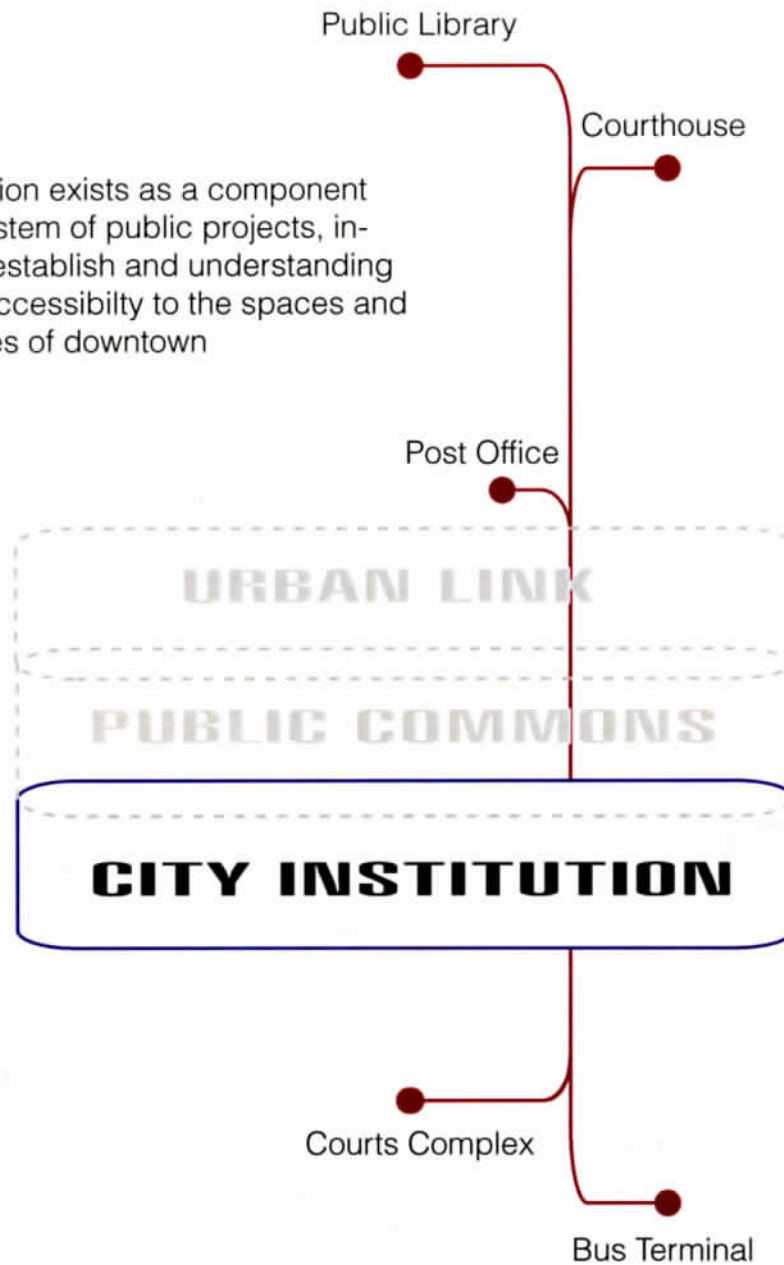 Public Library
Courthouse
ion exists as a component
stem of public projects, in-
establish and understanding
ccessibilty to the spaces and
es of downtown
Post Office
URBAN LINK
PUBLIC COMMONS
CITY INSTITUTION
Courts Complex
Bus Terminal